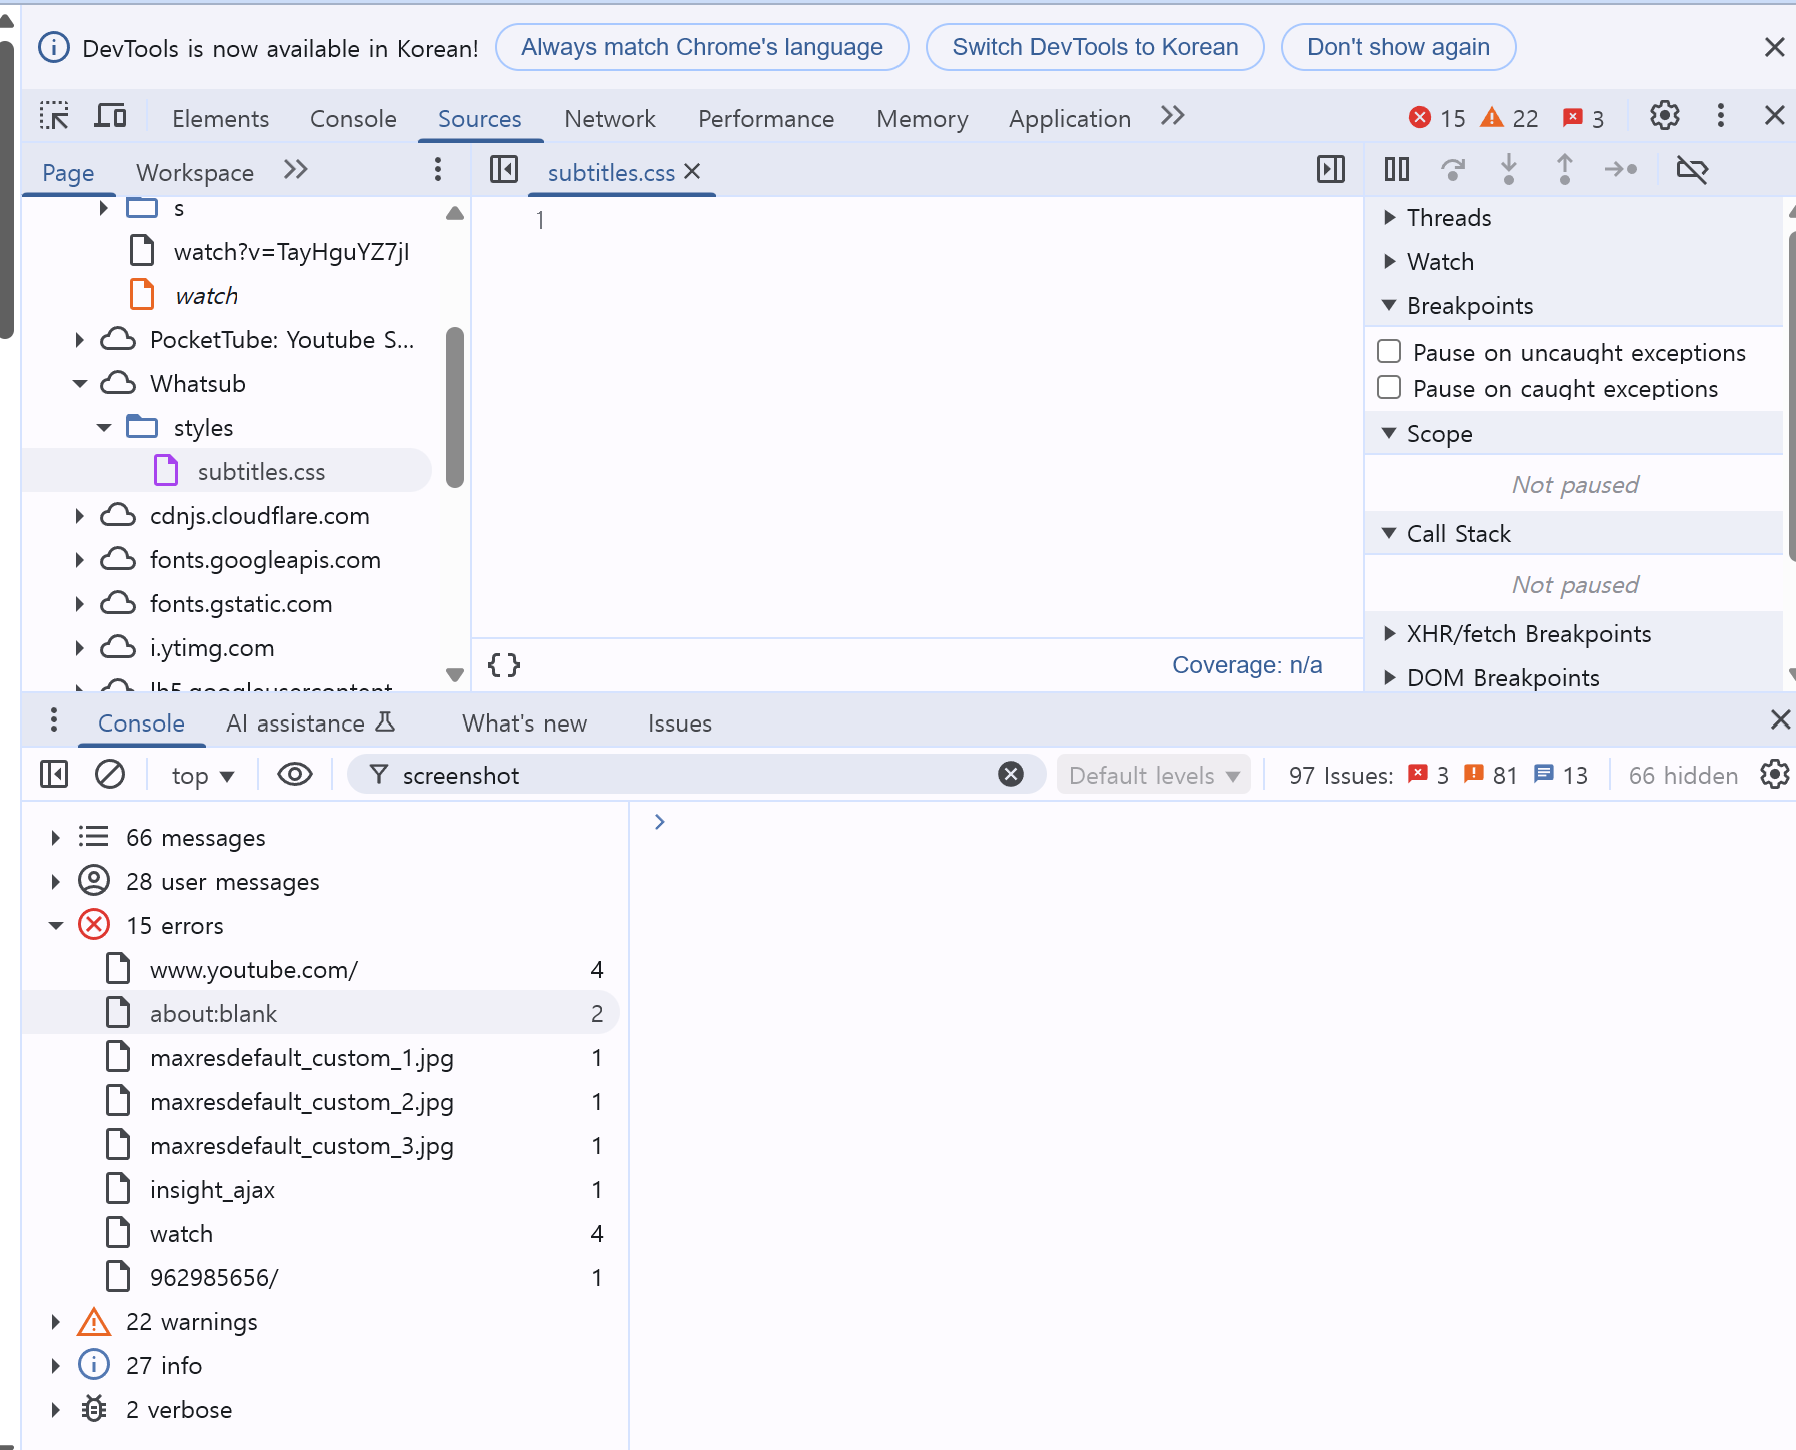 DevTools is now available in Korean! Always match Chrome's language Switch DevTools to Korean Don't show again
Elements Console Sources Network Performance Memory Application 15 22 3
Page Workspace subtitles.css
s
watch?v=TayHguYZ7jI
watch
PocketTube: Youtube S...
Whatsub
styles
subtitles.css
cdnjs.cloudflare.com
fonts.googleapis.com
fonts.gstatic.com
i.ytimg.com
lh5.googleusercontent
1
{ } Coverage: n/a
Threads
Watch
Breakpoints
Pause on uncaught exceptions
Pause on caught exceptions
Scope
Not paused
Call Stack
Not paused
XHR/fetch Breakpoints
DOM Breakpoints
Console AI assistance What's new Issues
top screenshot Default levels 97 Issues: 3 81 13 66 hidden
66 messages
28 user messages
15 errors
www.youtube.com/ 4
about:blank 2
maxresdefault_custom_1.jpg 1
maxresdefault_custom_2.jpg 1
maxresdefault_custom_3.jpg 1
insight_ajax 1
watch 4
962985656/ 1
22 warnings
27 info
2 verbose